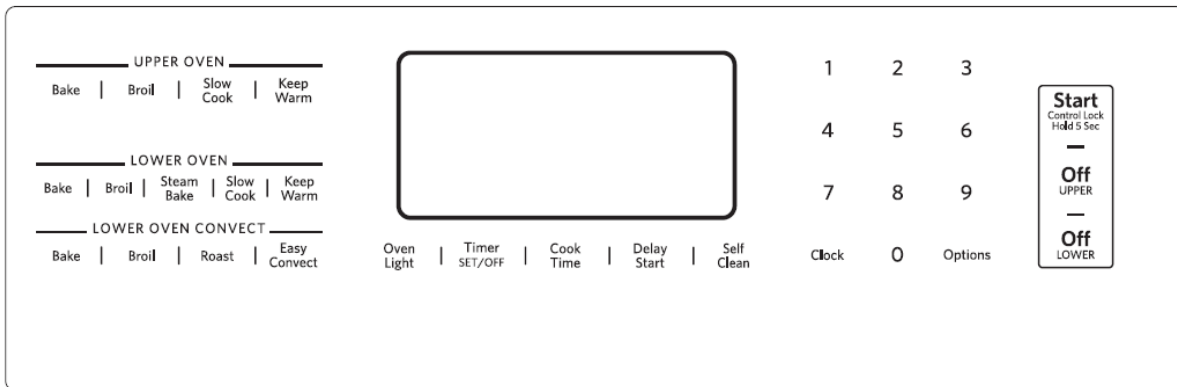 UPPER OVEN
Bake | Broil | Slow Cook | Keep Warm
LOWER OVEN
Bake | Broil | Steam Bake | Slow Cook | Keep Warm
LOWER OVEN CONVECT
Bake | Broil | Roast | Easy Convect
Oven Light | Timer SET/OFF | Cook Time | Delay Start | Self Clean
1 2 3
4 5 6
7 8 9
Clock 0 Options
Start
Control Lock
Hold 5 Sec
Off
UPPER
Off
LOWER